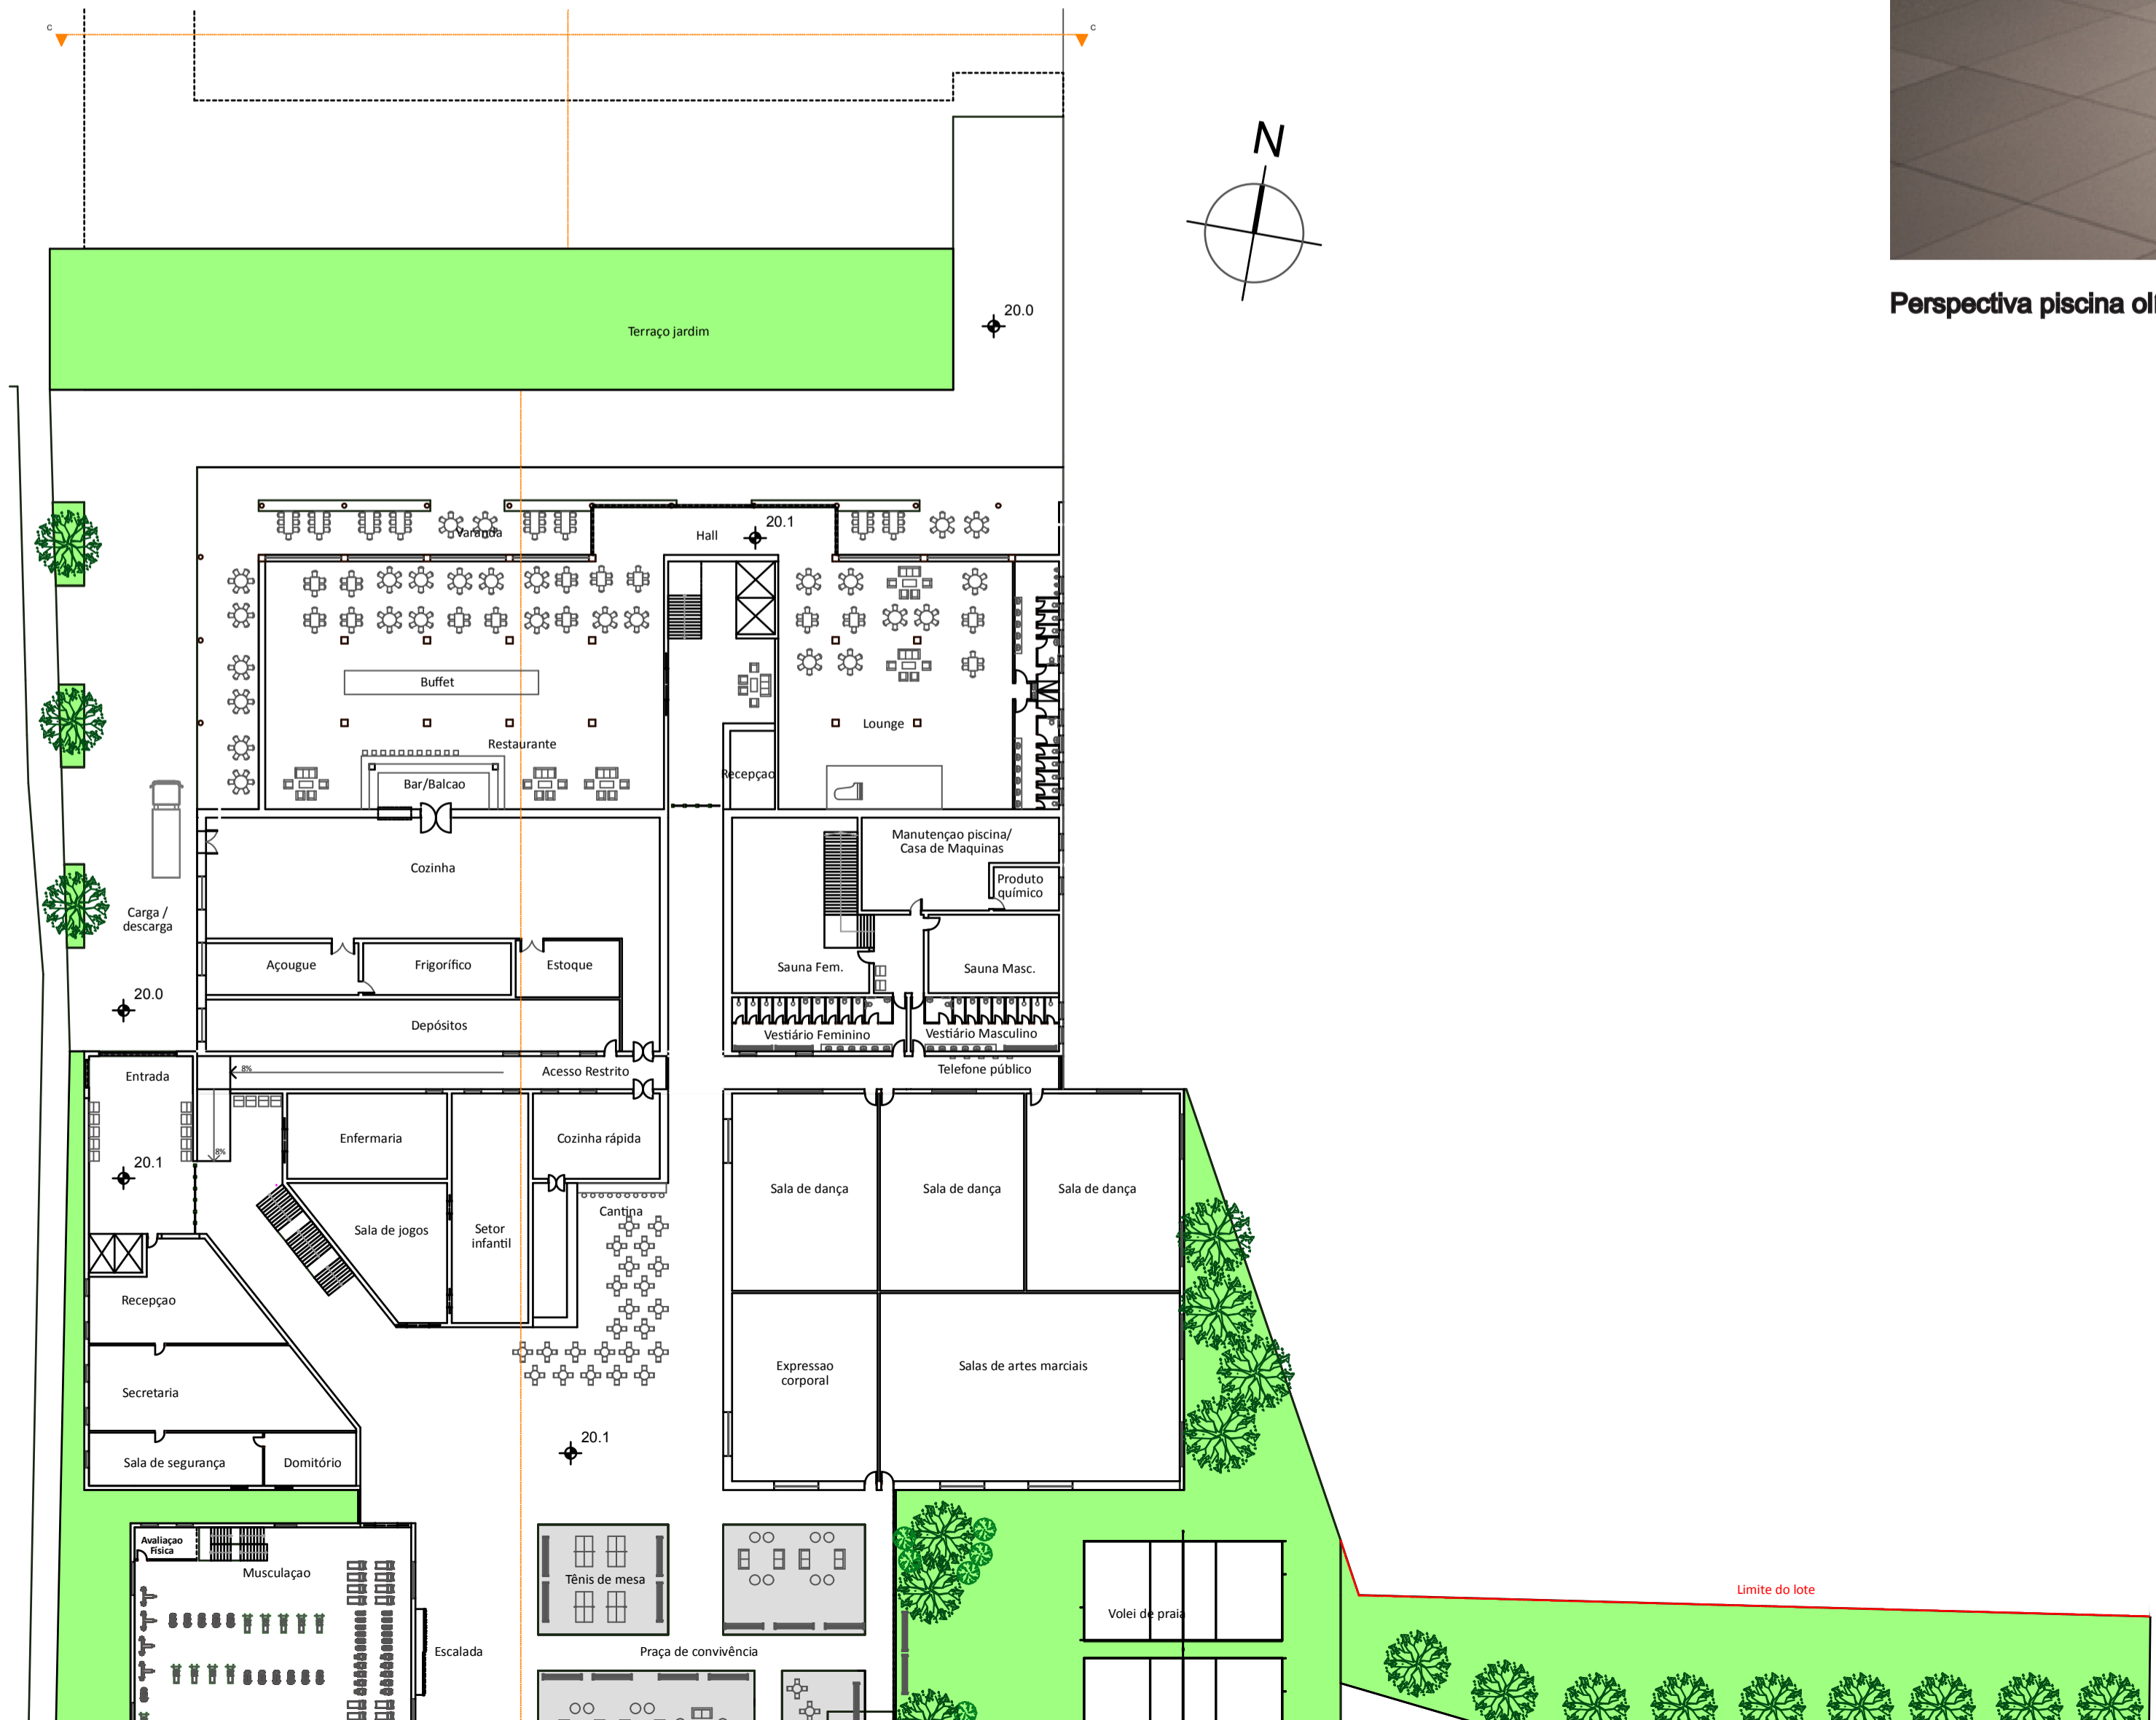 c
c
N
Perspectiva piscina
20.0
Terraço jardim
20.1
Varanda
Hall
Buffet
Lounge
Restaurante
Recepçao
Bar/Balcao
Manutençao piscina/
Casa de Maquinas
Cozinha
Produto
químico
Carga /
descarga
Açougue
Frigorífico
Estoque
Sauna Fem.
Sauna Masc.
20.0
Depósitos
Vestiário Feminino
Vestiário Masculino
Entrada
8%
Acesso Restrito
Telefone público
Enfermaria
Cozinha rápida
8%
20.1
Sala de dança
Sala de dança
Sala de dança
Cantina
Sala de jogos
Setor
infantil
Recepçao
Expressao
corporal
Salas de artes marciais
Secretaria
20.1
Sala de segurança
Domitório
Avaliaçao
Física
Musculaçao
Tênis de mesa
Limite do lote
Volei de praia
Escalada
Praça de convivência